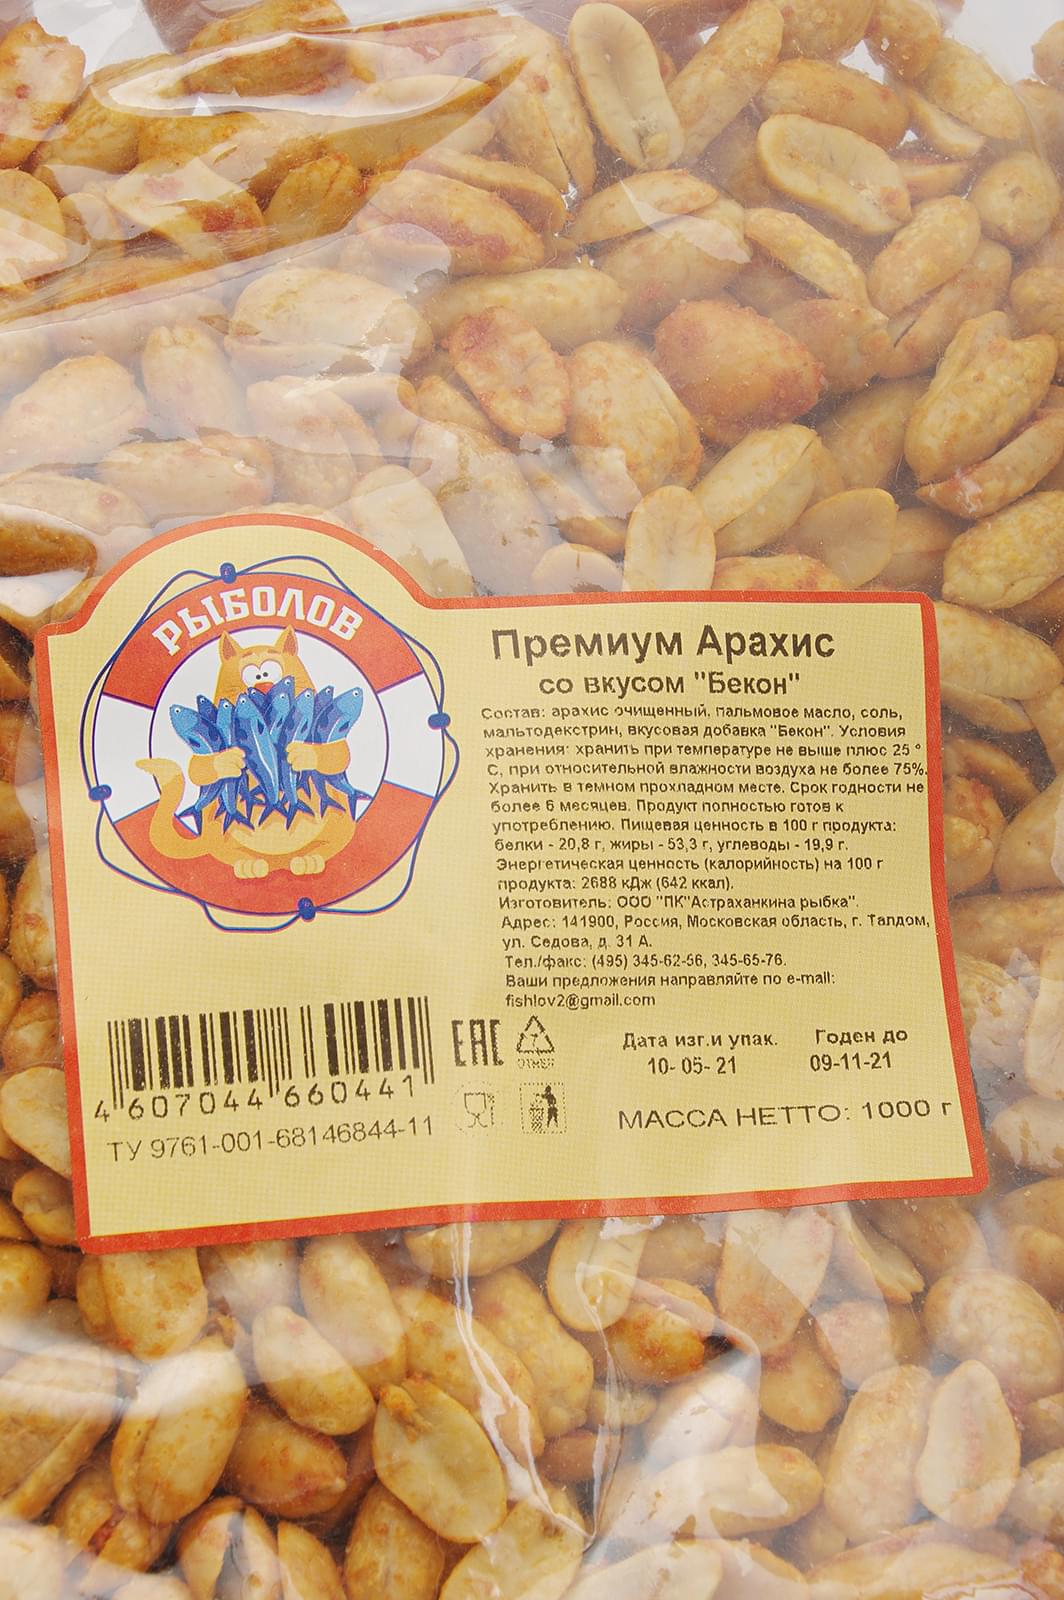 РЫБОЛОВ
Премиум Арахис
со вкусом "Бекон"
Состав: арахис очищенный, пальмовое масло, соль,
мальтодекстрин, вкусовая добавка "Бекон". Условия
хранения: хранить при температуре не выше плюс 25 °
С, при относительной влажности воздуха не более 75%.
Хранить в темном прохладном месте. Срок годности не
более 6 месяцев. Продукт полностью готов к
употреблению. Пищевая ценность в 100 г продукта:
белки - 20,8 г, жиры - 53,3 г, углеводы - 19,9 г.
Энергетическая ценность (калорийность) на 100 г
продукта: 2688 кДж (642 ккал).
Изготовитель: ООО "ПК"Астраханкина рыбка".
Адрес: 141900, Россия, Московская область, г. Талдом,
ул. Седова, д. 31 А.
Тел./факс: (495) 345-62-56, 345-65-76.
Ваши предложения направляйте по e-mail:
fishlov2@gmail.com
4 607044 660441
ТУ 9761-001-68146844-11
EAC
7
OTHER
Дата изг.и упак. Годен до
10- 05- 21 09-11-21
МАССА НЕТТО: 1000 г